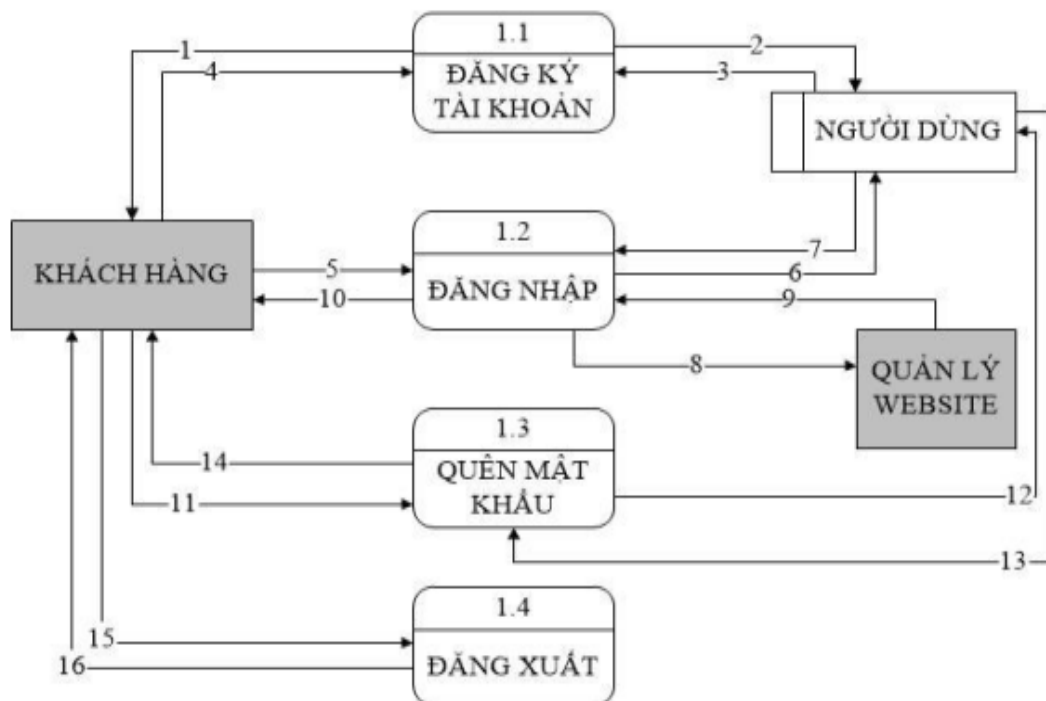 1.1
1
2
4
ĐĂNG KÝ
3
TÀI KHOẢN
NGƯỜI DÙNG
1.2
7
KHÁCH HÀNG
5
6
ĐĂNG NHẬP
10
9
8
QUẢN LÝ
WEBSITE
1.3
14
QUÊN MẬT
11
12
KHẨU
13
1.4
15
16
ĐĂNG XUẤT